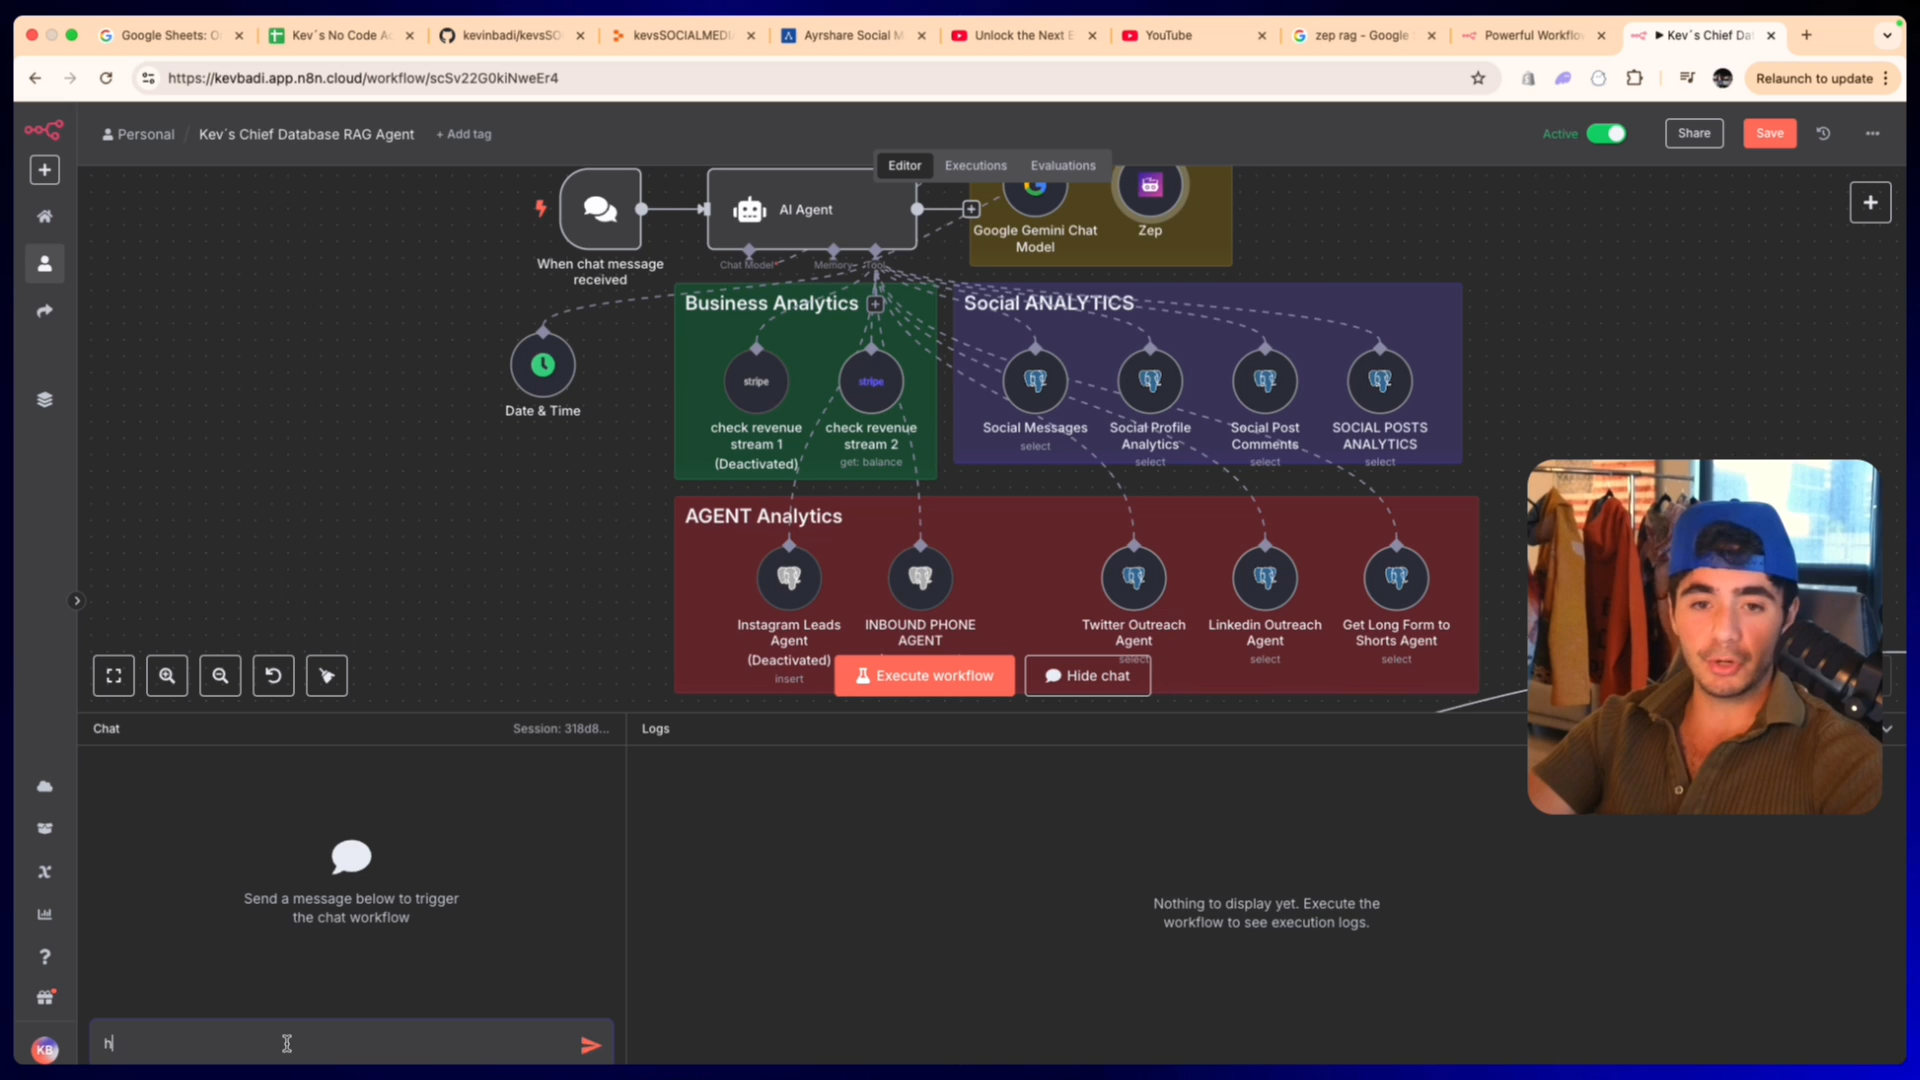 Google Sheets: O
Kev´s No Code A
kevinbadi/kevsSO
kevsSOCIALMEDI
Ayrshare Social M
Unlock the Next E
YouTube
zep rag - Google
Powerful Workflo
Kev´s Chief Da
https://kevbadi.app.n8n.cloud/workflow/scSv22G0kiNweEr4
Relaunch to update
Personal / Kev´s Chief Database RAG Agent + Add tag
Active
Share
Save
Editor
Executions
Evaluations
AI Agent
Chat Model*
Memory
Tool
When chat message
received
Google Gemini Chat
Model
Zep
Date & Time
Business Analytics
stripe
check revenue
stream 1
(Deactivated)
stripe
check revenue
stream 2
get: balance
Social ANALYTICS
Social Messages
select
Social Profile
Analytics
select
Social Post
Comments
select
SOCIAL POSTS
ANALYTICS
select
AGENT Analytics
Instagram Leads
Agent
(Deactivated)
insert
INBOUND PHONE
AGENT
Twitter Outreach
Agent
select
Linkedin Outreach
Agent
select
Get Long Form to
Shorts Agent
select
Execute workflow
Hide chat
Chat
Session: 318d8...
Logs
Send a message below to trigger
the chat workflow
Nothing to display yet. Execute the
workflow to see execution logs.
h
KB